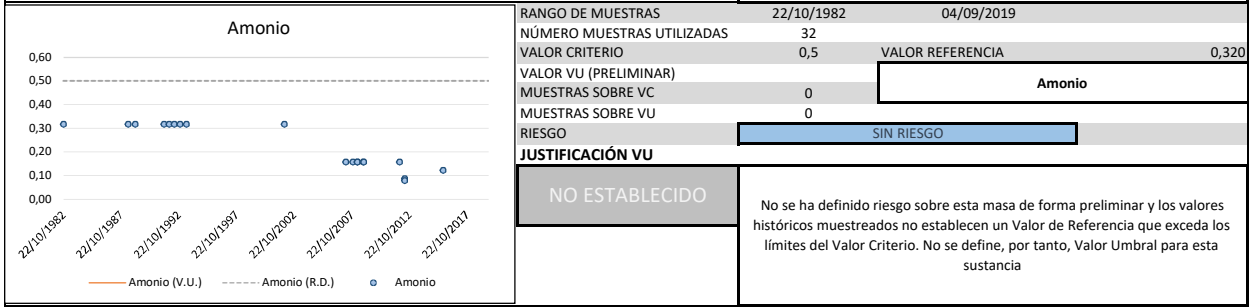 Amonio
0,60
0,50
0,40
0,30
0,20
0,10
0,00
22/10/1982
22/10/1987
22/10/1992
22/10/1997
22/10/2002
22/10/2007
22/10/2012
22/10/2017
Amonio (V.U.) Amonio (R.D.) Amonio
RANGO DE MUESTRAS 22/10/1982 04/09/2019
NÚMERO MUESTRAS UTILIZADAS 32
VALOR CRITERIO 0,5 VALOR REFERENCIA 0,320
VALOR VU (PRELIMINAR)
Amonio
MUESTRAS SOBRE VC 0
MUESTRAS SOBRE VU 0
RIESGO SIN RIESGO
JUSTIFICACIÓN VU
NO ESTABLECIDO
No se ha definido riesgo sobre esta masa de forma preliminar y los valores
históricos muestreados no establecen un Valor de Referencia que exceda los
límites del Valor Criterio. No se define, por tanto, Valor Umbral para esta
sustancia